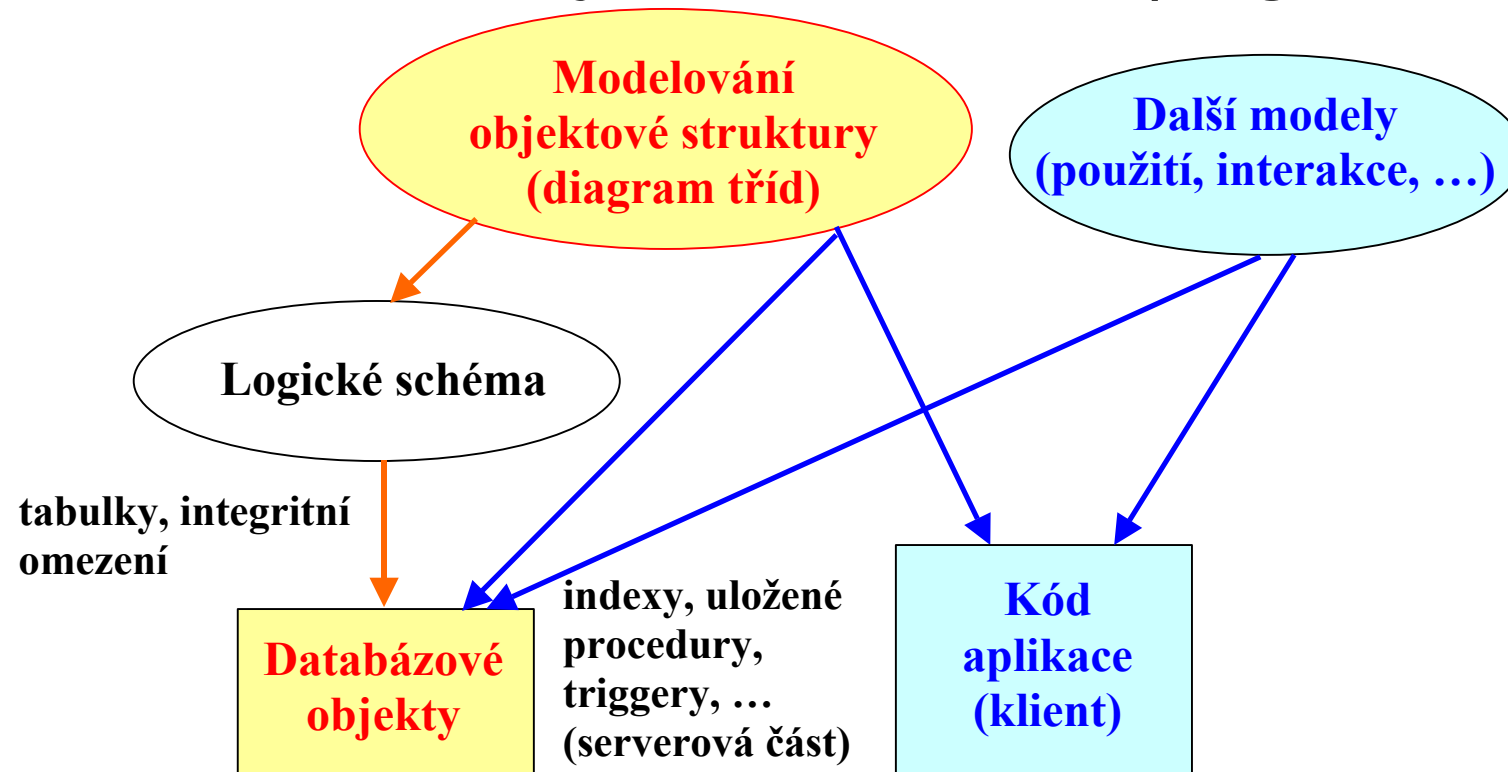 Modelování
objektové struktury
(diagram tříd)
Další modely
(použití, interakce, …)
Logické schéma
tabulky, integritní
omezení
Databázové
objekty
indexy, uložené
procedury,
triggery, …
(serverová část)
Kód
aplikace
(klient)